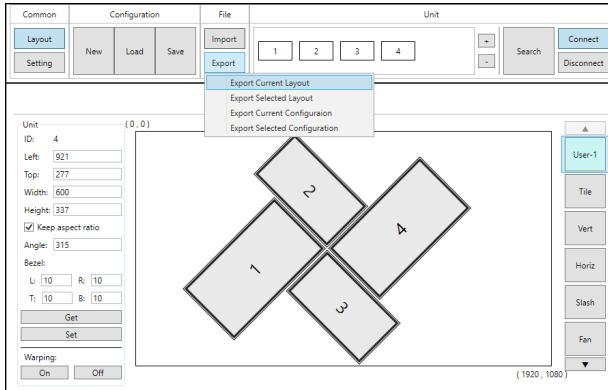 Common Configuration File Unit
Layout New Load Save Import 1 2 3 4 + - Search Connect
Setting Export Disconnect
Export Current Layout
Export Selected Layout
Export Current Configuraion
Export Selected Configuration
Unit (0,0)
ID: 4
Left: 921
Top: 277
Width: 600
Height: 337
Keep aspect ratio
Angle: 315
Bezel:
L: 10 R: 10
T: 10 B: 10
Get
Set
Warping:
On Off
2
4
1
3
(1920, 1080)
User-1
Tile
Vert
Horiz
Slash
Fan